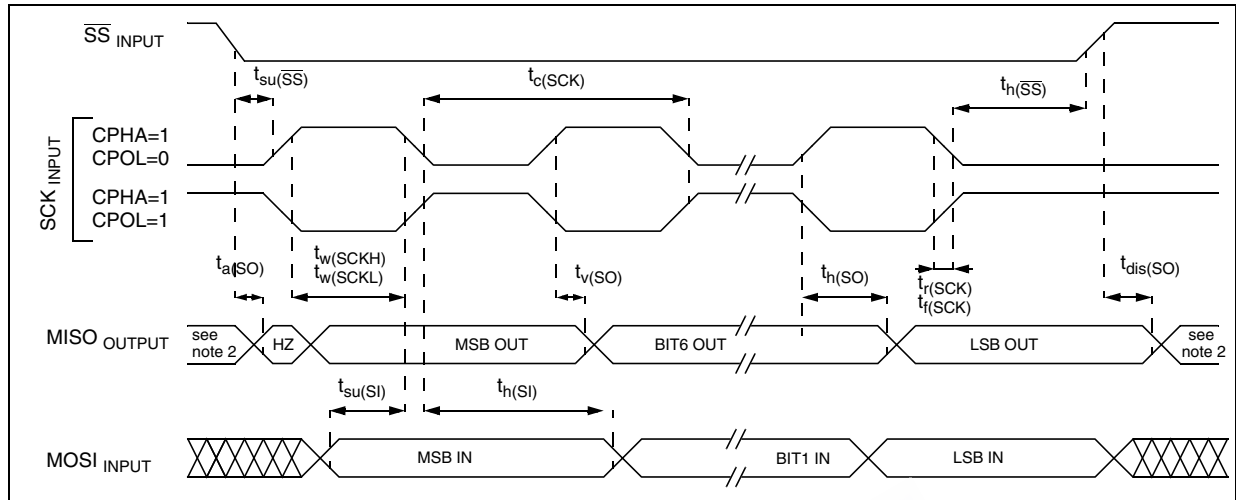 SS INPUT
tsu(SS)
tc(SCK)
th(SS)
SCK INPUT
CPHA=1
CPOL=0
CPHA=1
CPOL=1
ta(SO)
tw(SCKH)
tw(SCKL)
tv(SO)
th(SO)
tr(SCK)
tf(SCK)
tdis(SO)
MISO OUTPUT
see
note 2
HZ
MSB OUT
BIT6 OUT
LSB OUT
see
note 2
tsu(SI)
th(SI)
MOSI INPUT
MSB IN
BIT1 IN
LSB IN